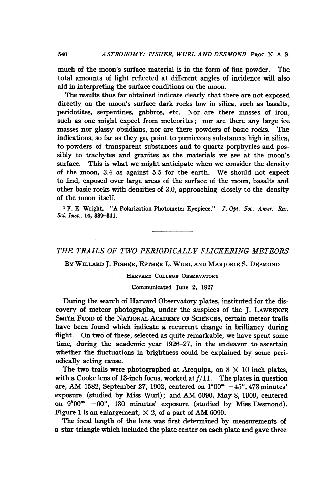 540 ASTRONOMY: FISHER, WURL AND DESMOND PROC. N. A. S.
much of the moon's surface material is in the form of fine powder. The
total amounts of light reflected at different angles of incidence will also
aid in interpreting the surface conditions on the moon.
The results thus far obtained indicate clearly that there are not exposed
directly on the moon's surface dark rocks low in silica, such as basalts,
peridotites, serpentines, gabbros, etc. Nor are there masses of iron,
such as one might expect from meteorites; nor are there any large ice
masses nor glassy obsidians, nor are there powders of basic rocks. The
indications, so far as they go, point to pumiceous substances high in silica,
to powders of transparent substances and to quartz porphyries and pos-
sibly to trachytes and granites as the materials we see at the moon's
surface. This is what we might anticipate when we consider the density
of the moon, 3.4 as against 5.5 for the earth. We should not expect
to find, exposed over large areas of the surface of the moon, basalts and
other basic rocks with densities of 3.0, approaching closely to the density
of the moon itself.
F. E. Wright, "A Polarization Photometer Eyepiece," J. Opt. Soc. Amer. Rev.
Sci. Inst.,
THE TRAILS OF TWO PERIODICALLY FLICKERING METEORS
BY WILLARD J. FISHER, ESTHER L. WURL, AND MARJORIE S. DESMOND
HARVARD COLLEGE OBSERVATORY
Communicated June 2, 1927
During the search of Harvard Observatory plates, instituted for the dis-
covery of meteor photographs, under the auspices of the J. LAWRENCE
SMITH FUND of the NATIONAL ACADEMY OF SCIENCES, certain meteor trails
have been found which indicate a recurrent change in brilliancy during
flight. On two of these, selected as quite remarkable, we have spent some
time, during the academic year 1926–27, in the endeavor to ascertain
whether the fluctuations in brightness could be explained by some peri-
odically acting cause.
The two trails were photographed at Arequipa, on 8 × 10 inch plates,
with a Cooke lens of 13-inch focus, worked at f/11. The plates in question
are, AM 1582, September 27, 1902, centered on 1h00m −45°, 473 minutes'
exposure (studied by Miss Wurl); and AM 6090, May 8, 1909, centered
on 9h00m −60°, 130 minutes' exposure (studied by Miss Desmond).
Figure 1 is an enlargement, × 2, of a part of AM 6090.
The focal length of the lens was first determined by measurements of
a star triangle which included the plate center on each plate and gave three